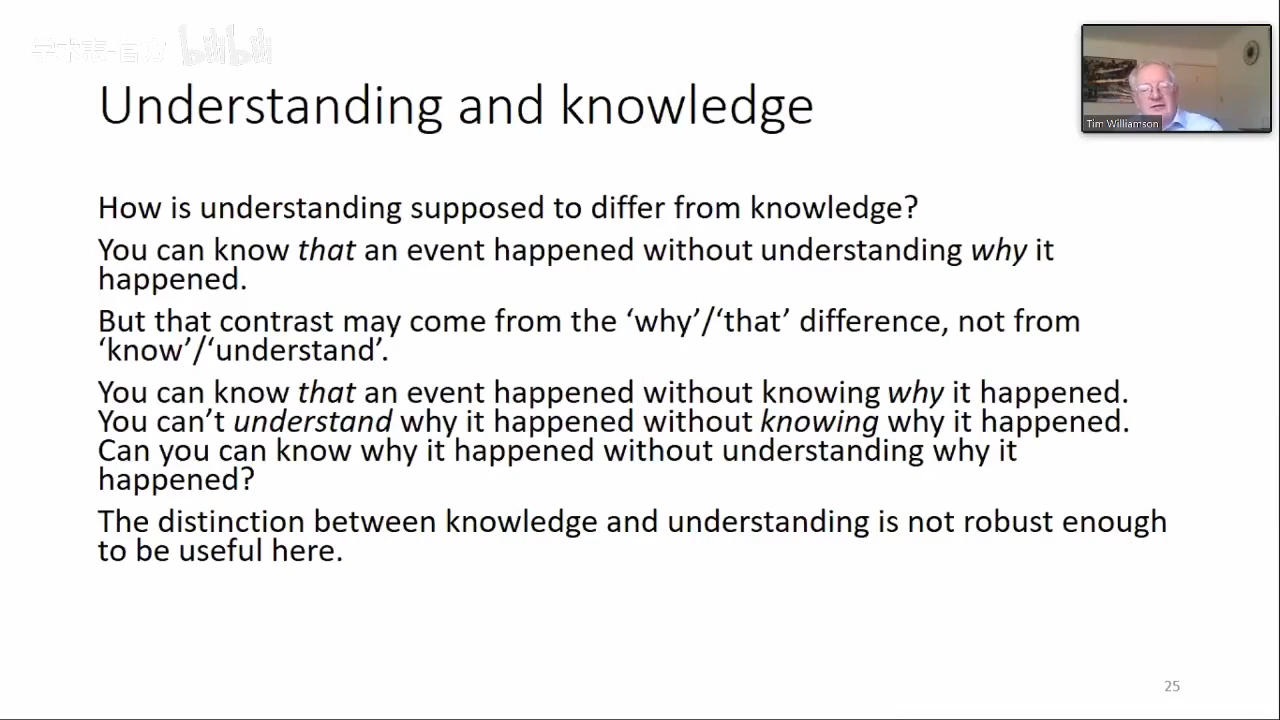 bilibili
Understanding and knowledge
Tim Williamson
How is understanding supposed to differ from knowledge?
You can know that an event happened without understanding why it
happened.
But that contrast may come from the ‘why’/‘that’ difference, not from
‘know’/‘understand’.
You can know that an event happened without knowing why it happened.
You can’t understand why it happened without knowing why it happened.
Can you can know why it happened without understanding why it
happened?
The distinction between knowledge and understanding is not robust enough
to be useful here.
25